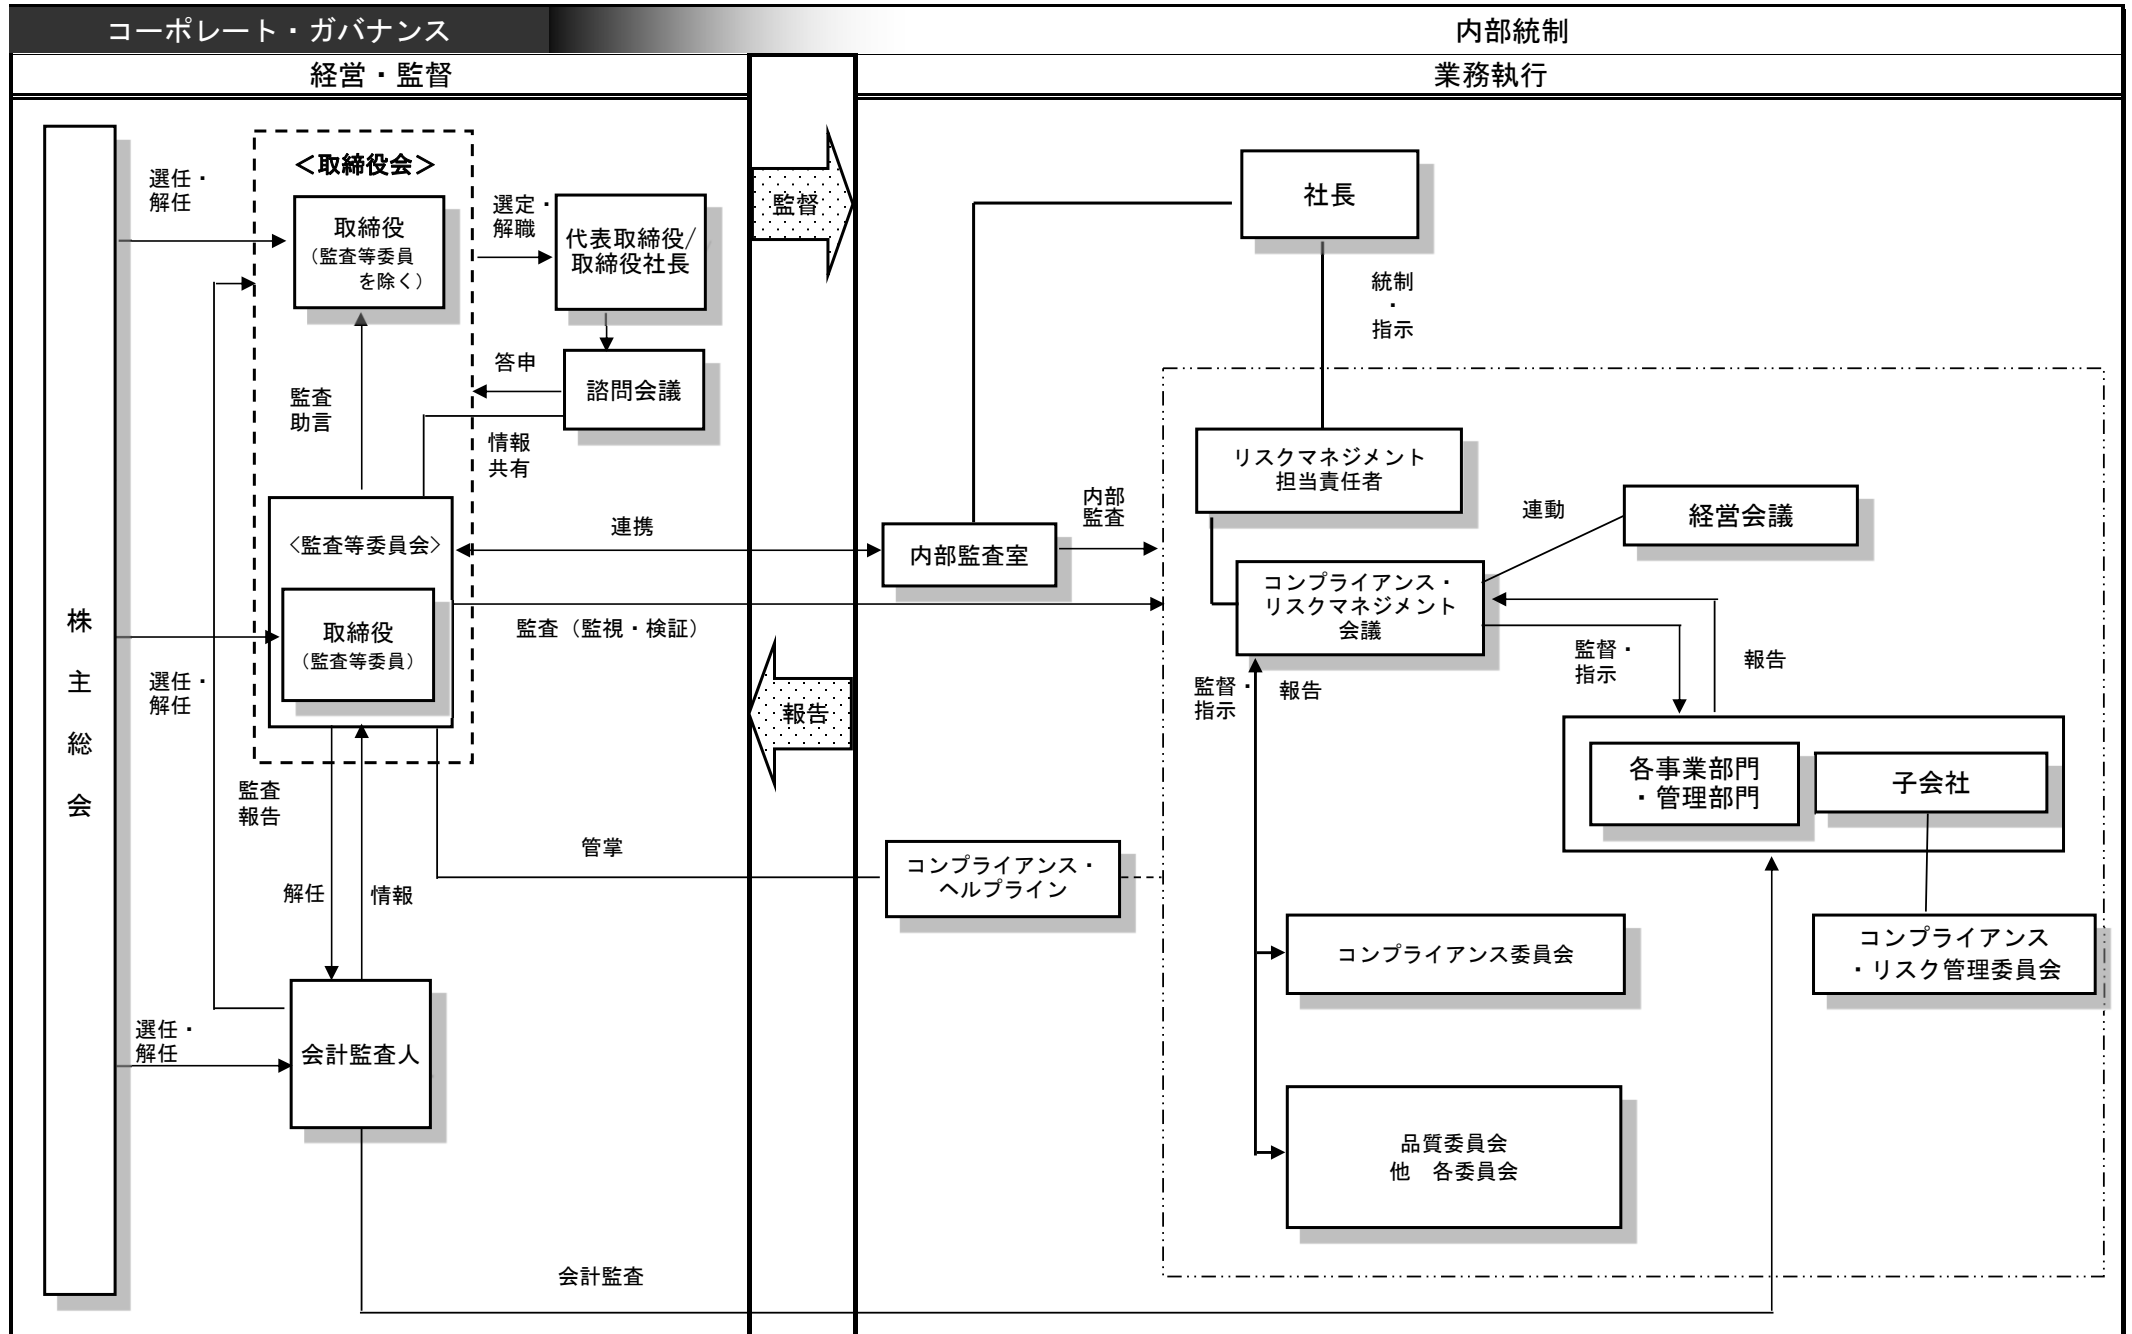 コーポレート・ガバナンス
内部統制
経営・監督
業務執行
株
主
総
会
選任・
解任
<取締役会>
取締役
(監査等委員
を除く)
選定・
解職
代表取締役/
取締役社長
答申
諮問会議
情報
共有
監査
助言
<監査等委員会>
取締役
(監査等委員)
連携
監査(監視・検証)
選任・
解任
監査
報告
解任
情報
管掌
選任・
解任
会計監査人
会計監査
監督
報告
社長
統制
・
指示
リスクマネジメント
担当責任者
内部
監査
内部監査室
連動
経営会議
コンプライアンス・
リスクマネジメント
会議
監督・
指示
報告
監督・
指示
報告
各事業部門
・管理部門
子会社
コンプライアンス・
ヘルプライン
コンプライアンス委員会
コンプライアンス
・リスク管理委員会
品質委員会
他 各委員会